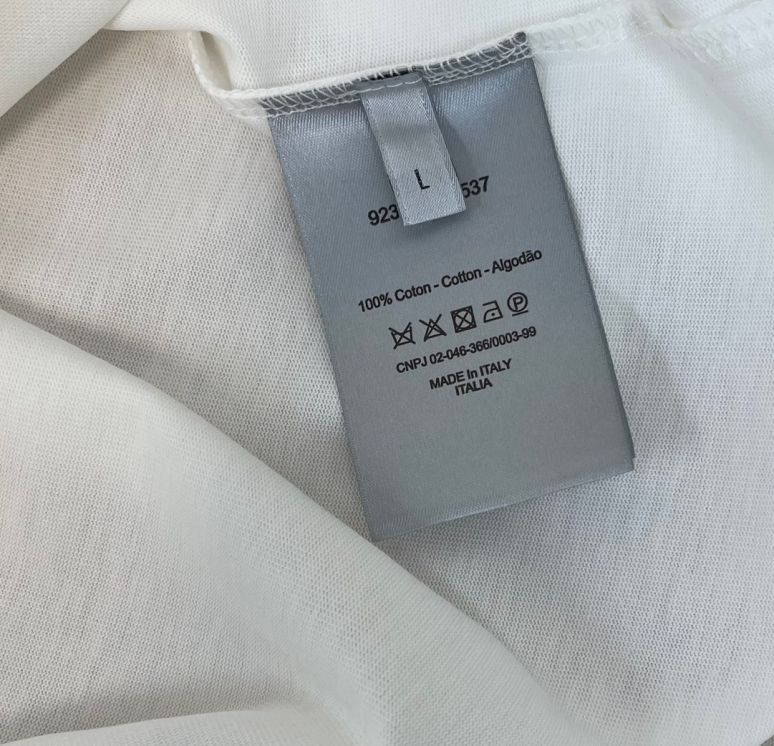 L
923 537
100% Coton - Cotton - Algodão
CNPJ 02-046-366/0003-99
MADE In ITALY
ITALIA